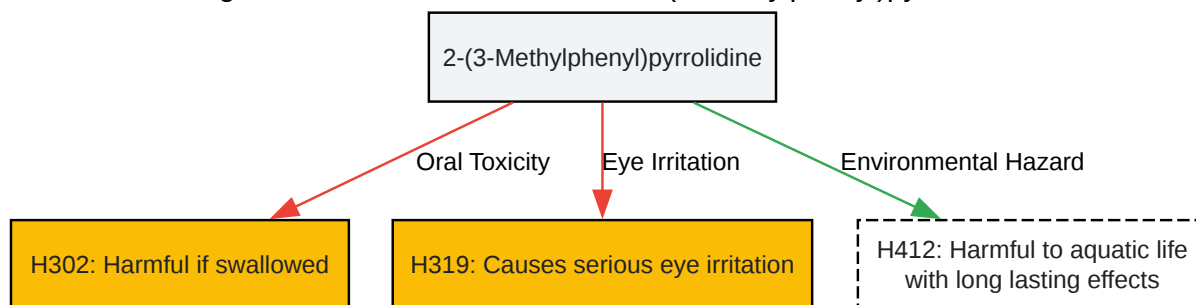 2-(3-Methylphenyl)pyrrolidine
Oral Toxicity
Eye Irritation
Environmental Hazard
H302: Harmful if swallowed
H319: Causes serious eye irritation
H412: Harmful to aquatic life
with long lasting effects